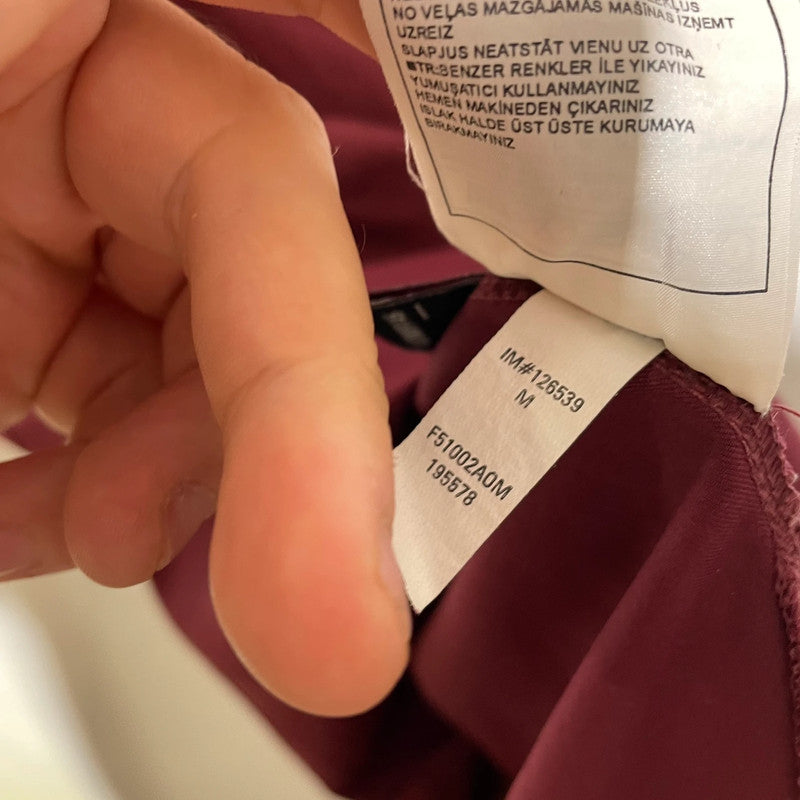 NO VEĻAS MAZGĀJAMĀS MAŠĪNAS IZŅEMT
UZREIZ
SLAPJUS NEATSTĀT VIENU UZ OTRA
■TR:BENZER RENKLER İLE YIKAYINIZ
YUMUŞATICI KULLANMAYINIZ
HEMEN MAKİNEDEN ÇIKARINIZ
ISLAK HALDE ÜST ÜSTE KURUMAYA
BIRAKMAYINIZ
IM#126539
M
F51002AOM
195578